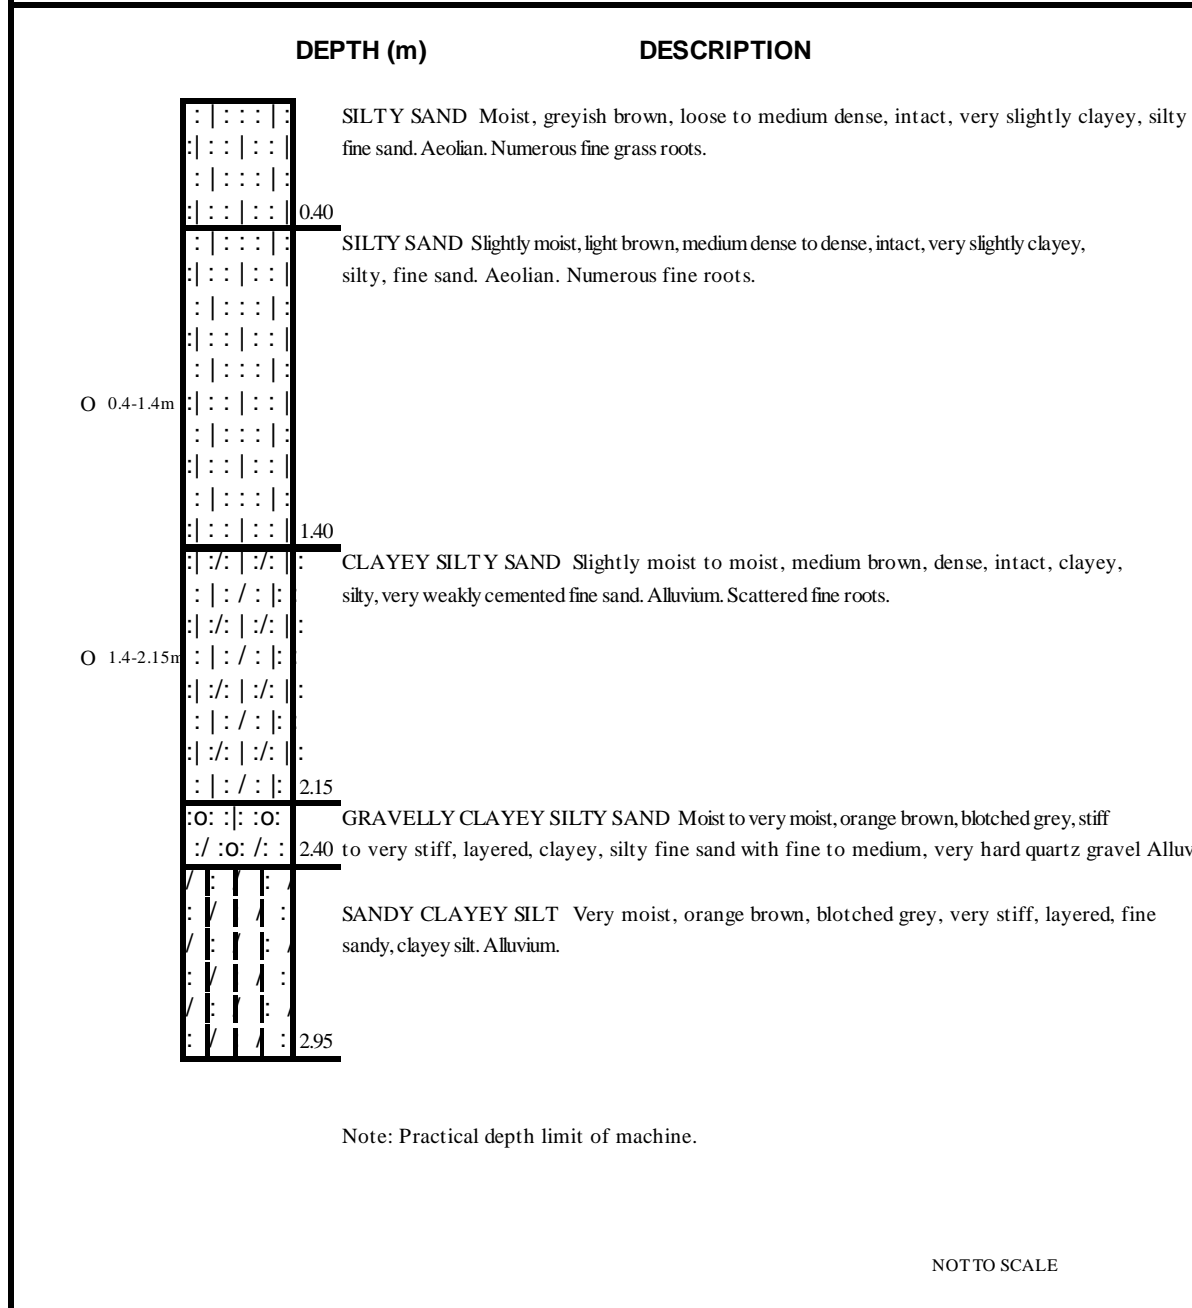 DEPTH (m) DESCRIPTION
SILTY SAND Moist, greyish brown, loose to medium dense, intact, very slightly clayey, silty
fine sand. Aeolian. Numerous fine grass roots.
0.40
SILTY SAND Slightly moist, light brown, medium dense to dense, intact, very slightly clayey,
silty, fine sand. Aeolian. Numerous fine roots.
O 0.4-1.4m
1.40
CLAYEY SILTY SAND Slightly moist to moist, medium brown, dense, intact, clayey,
silty, very weakly cemented fine sand. Alluvium. Scattered fine roots.
O 1.4-2.15m
2.15
GRAVELLY CLAYEY SILTY SAND Moist to very moist, orange brown, blotched grey, stiff
2.40 to very stiff, layered, clayey, silty fine sand with fine to medium, very hard quartz gravel Alluv
SANDY CLAYEY SILT Very moist, orange brown, blotched grey, very stiff, layered, fine
sandy, clayey silt. Alluvium.
2.95
Note: Practical depth limit of machine.
NOT TO SCALE